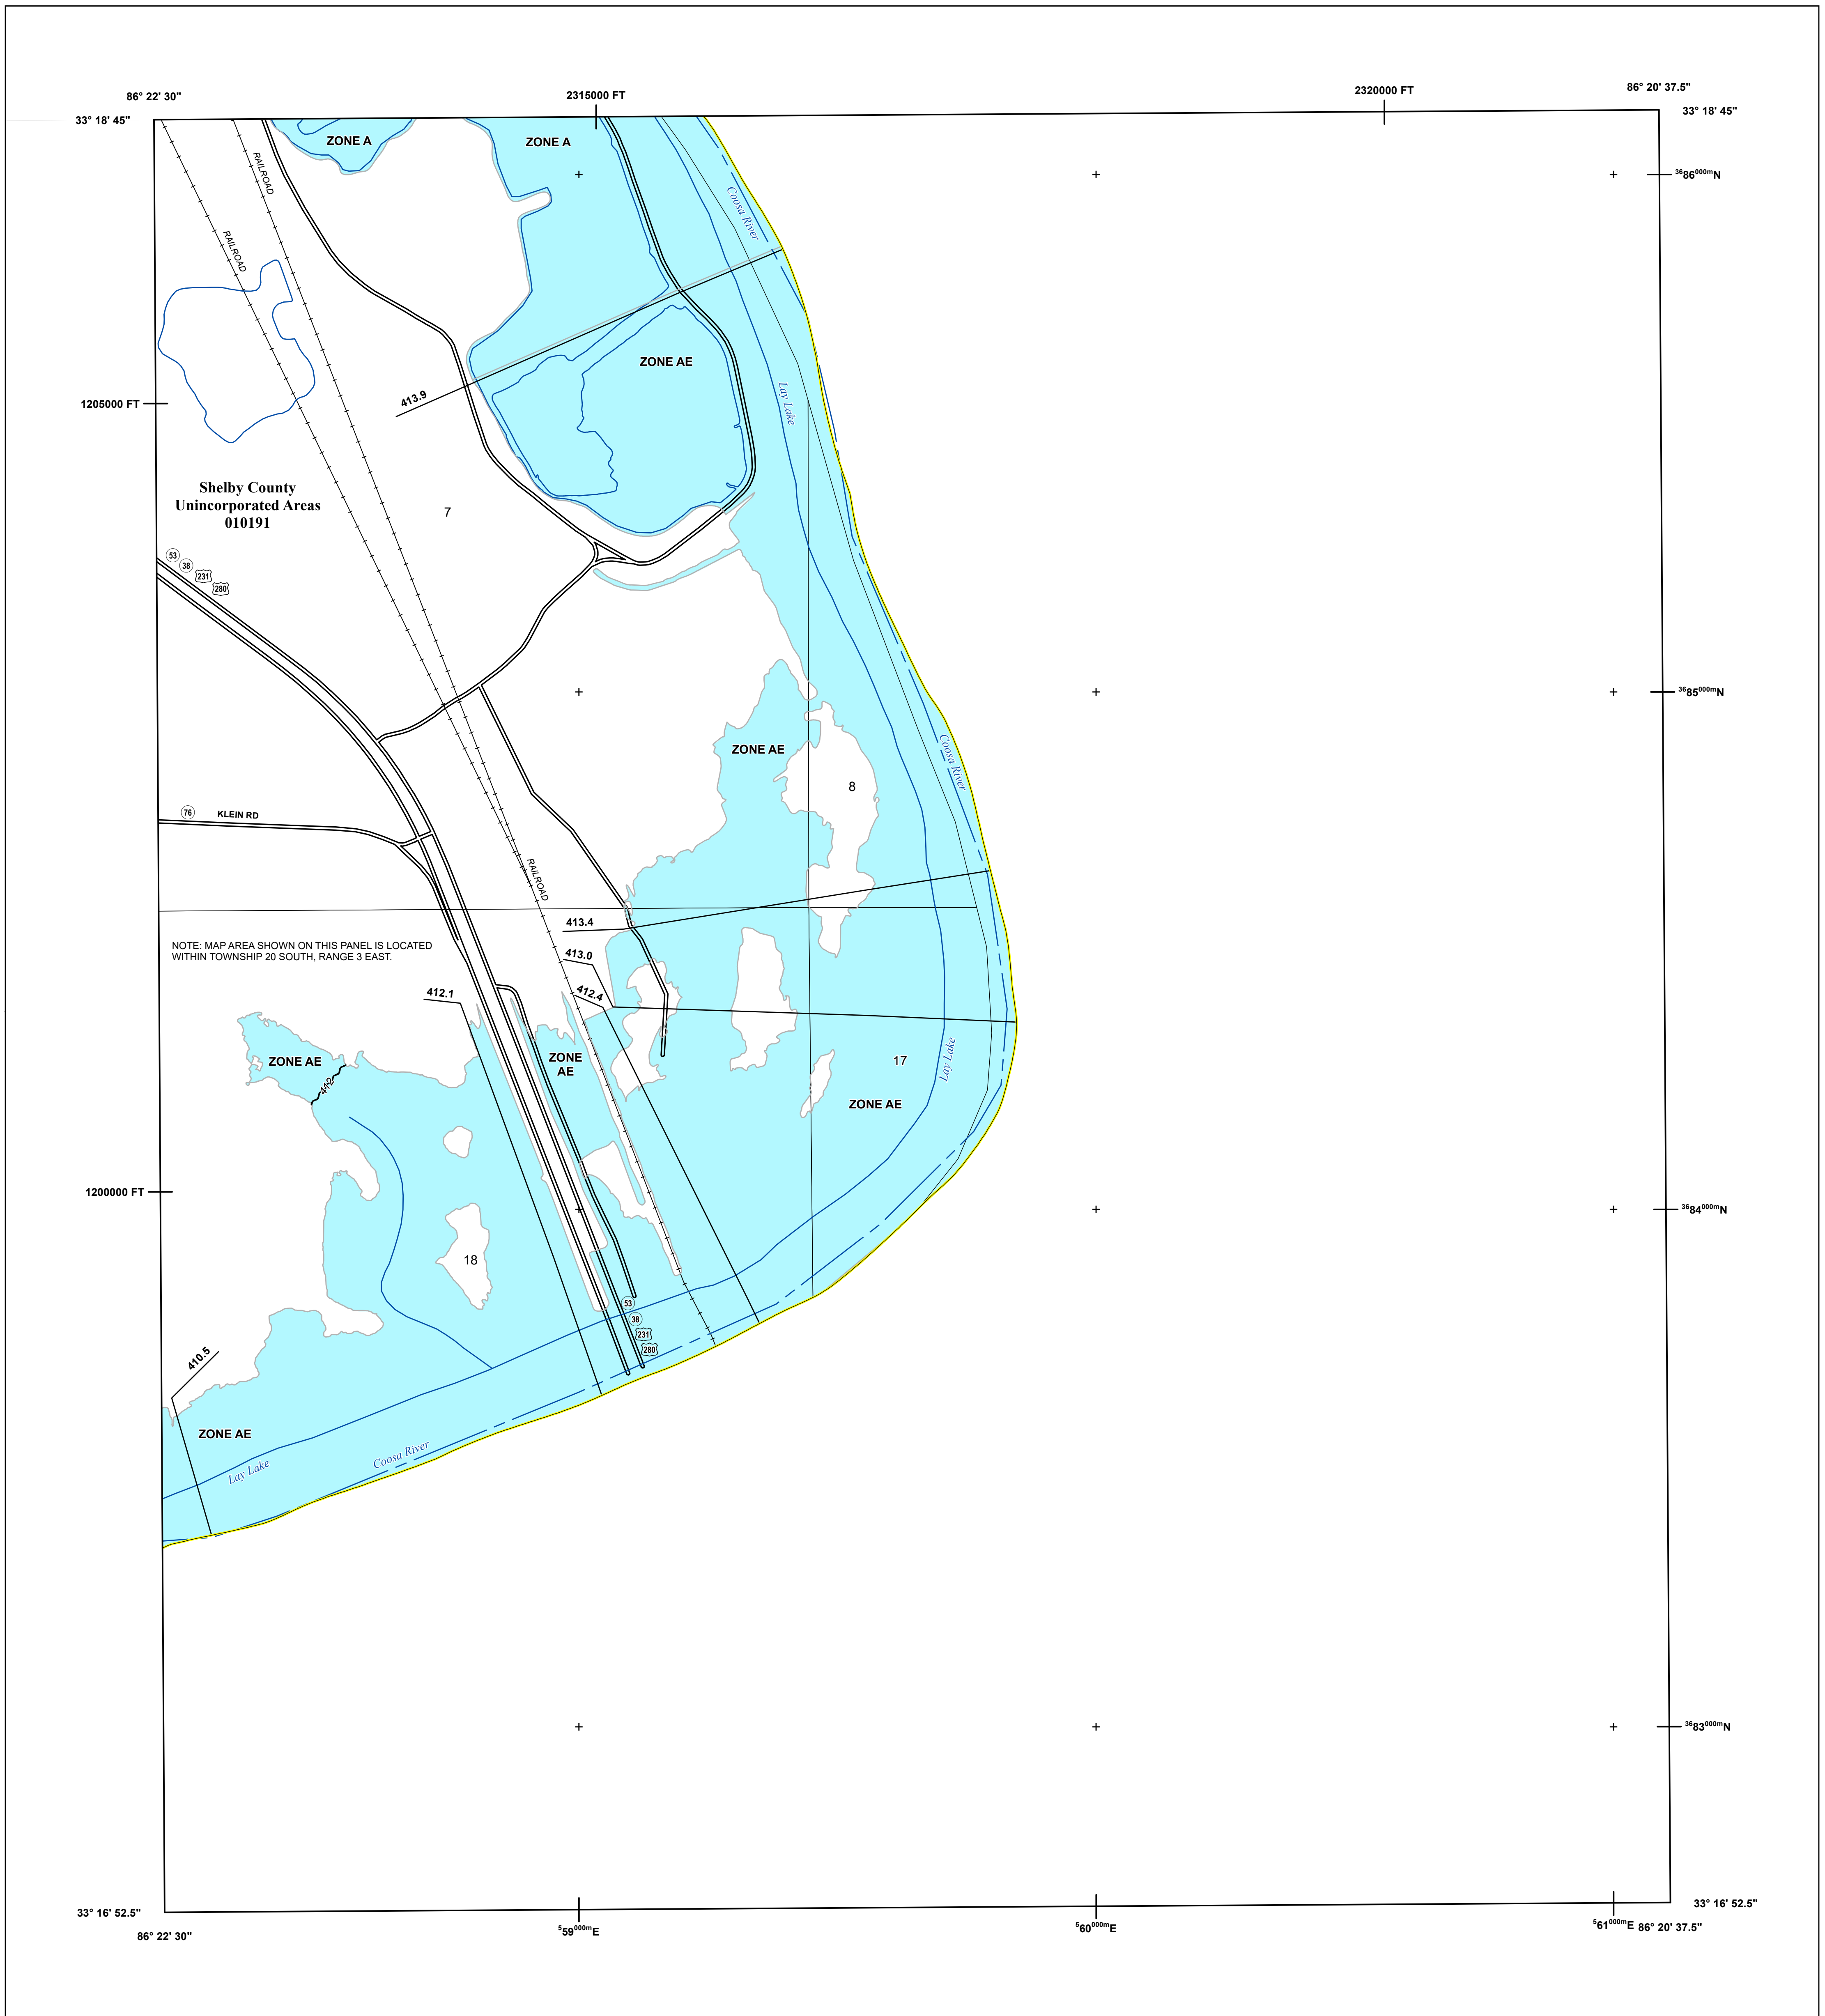 86° 22' 30"
2315000 FT
2320000 FT
86° 20' 37.5"
33° 18' 45"
33° 18' 45"
ZONE A
ZONE A
RAILROAD
3686000mN
Coosa River
RAILROAD
ZONE AE
Lay Lake
413.9
1205000 FT
Shelby County
Unincorporated Areas
010191
7
53
38
231
280
3685000mN
ZONE AE
Coosa River
8
76
KLEIN RD
RAILROAD
413.4
NOTE: MAP AREA SHOWN ON THIS PANEL IS LOCATED
WITHIN TOWNSHIP 20 SOUTH, RANGE 3 EAST.
413.0
412.4
412.1
ZONE AE
ZONE
AE
17
Lay Lake
412
ZONE AE
1200000 FT
3684000mN
18
53
38
231
280
410.5
ZONE AE
Coosa River
Lay Lake
3683000mN
33° 16' 52.5"
33° 16' 52.5"
86° 22' 30"
559000mE
560000mE
561000mE
86° 20' 37.5"